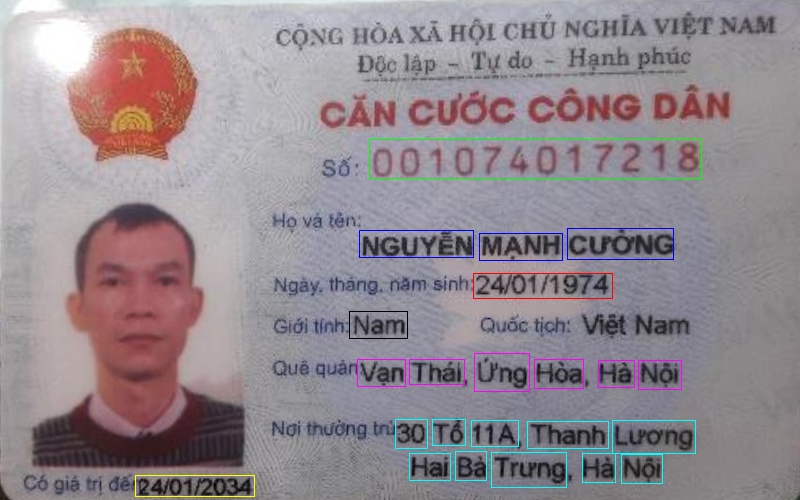 CỘNG HÒA XÃ HỘI CHỦ NGHĨA VIỆT NAM
Độc lập - Tự do - Hạnh phúc
CĂN CƯỚC CÔNG DÂN
Số: 001074017218
Họ và tên:
NGUYỄN MẠNH CƯỜNG
Ngày, tháng, năm sinh: 24/01/1974
Giới tính: Nam Quốc tịch: Việt Nam
Quê quán: Vạn Thái, Ứng Hòa, Hà Nội
Nơi thường trú: 30 Tổ 11A, Thanh Lương
Hai Bà Trưng, Hà Nội
Có giá trị đến: 24/01/2034